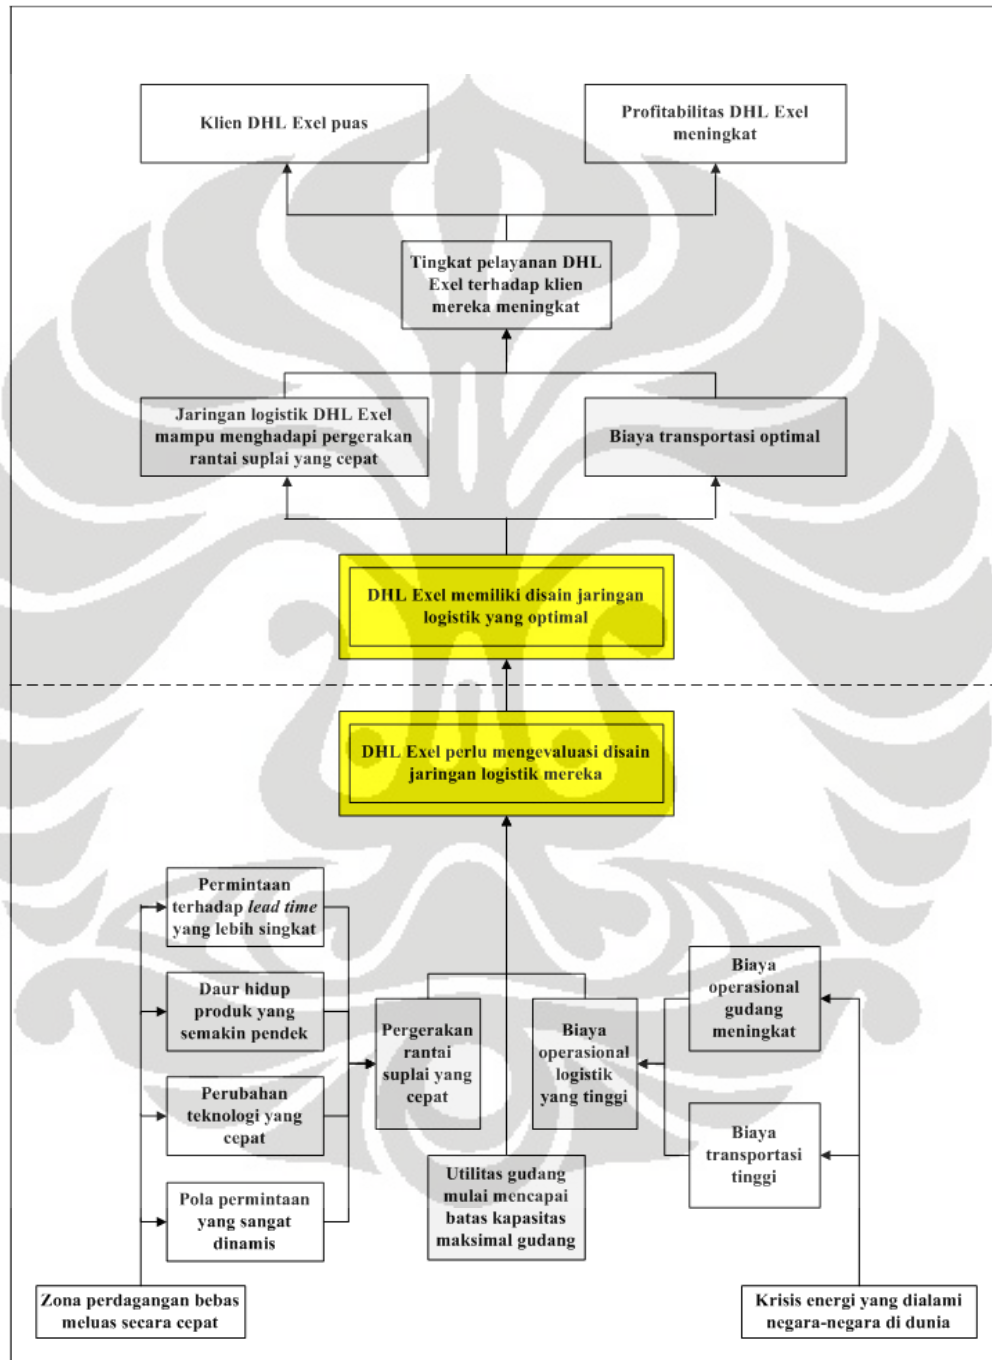 Klien DHL Exel puas
Profitabilitas DHL Exel
meningkat
Tingkat pelayanan DHL
Exel terhadap klien
mereka meningkat
Jaringan logistik DHL Exel
mampu menghadapi pergerakan
rantai suplai yang cepat
Biaya transportasi optimal
DHL Exel memiliki disain jaringan
logistik yang optimal
DHL Exel perlu mengevaluasi disain
jaringan logistik mereka
Permintaan
terhadap lead time
yang lebih singkat
Daur hidup
produk yang
semakin pendek
Perubahan
teknologi yang
cepat
Pola permintaan
yang sangat
dinamis
Pergerakan
rantai
suplai yang
cepat
Biaya
operasional
logistik
yang tinggi
Biaya
operasional
gudang
meningkat
Biaya
transportasi
tinggi
Utilitas gudang
mulai mencapai
batas kapasitas
maksimal gudang
Zona perdagangan bebas
meluas secara cepat
Krisis energi yang dialami
negara-negara di dunia